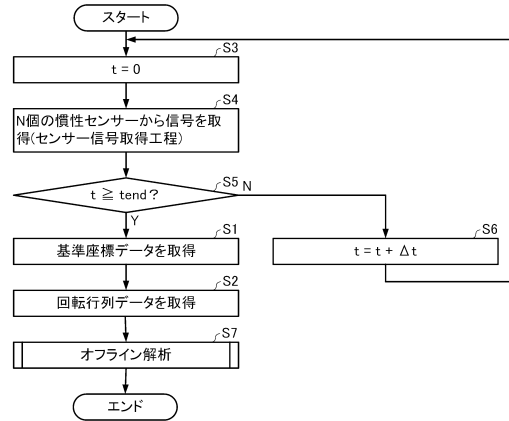 スタート
S3
t = 0
S4
N個の慣性センサーから信号を取
得(センサー信号取得工程)
S5
t ≧ tend?
N
Y
S1
基準座標データを取得
S6
t = t + Δt
S2
回転行列データを取得
S7
オフライン解析
エンド